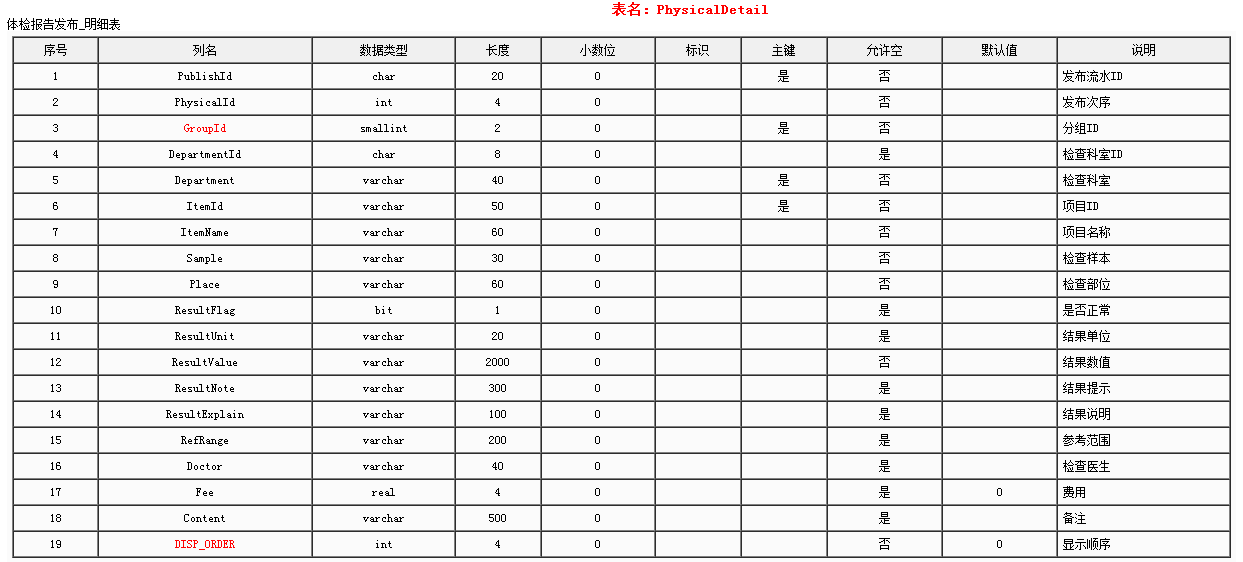 表名：PhysicalDetail
体检报告发布_明细表
序号 列名 数据类型 长度 小数位 标识 主键 允许空 默认值 说明
1 PublishId char 20 0 是 否 发布流水ID
2 PhysicalId int 4 0 否 发布次序
3 GroupId smallint 2 0 是 否 分组ID
4 DepartmentId char 8 0 是 检查科室ID
5 Department varchar 40 0 是 否 检查科室
6 ItemId varchar 50 0 是 否 项目ID
7 ItemName varchar 60 0 否 项目名称
8 Sample varchar 30 0 否 检查样本
9 Place varchar 60 0 否 检查部位
10 ResultFlag bit 1 0 是 是否正常
11 ResultUnit varchar 20 0 是 结果单位
12 ResultValue varchar 2000 0 否 结果数值
13 ResultNote varchar 300 0 是 结果提示
14 ResultExplain varchar 100 0 是 结果说明
15 RefRange varchar 200 0 是 参考范围
16 Doctor varchar 40 0 是 检查医生
17 Fee real 4 0 是 0 费用
18 Content varchar 500 0 是 备注
19 DISP_ORDER int 4 0 否 0 显示顺序